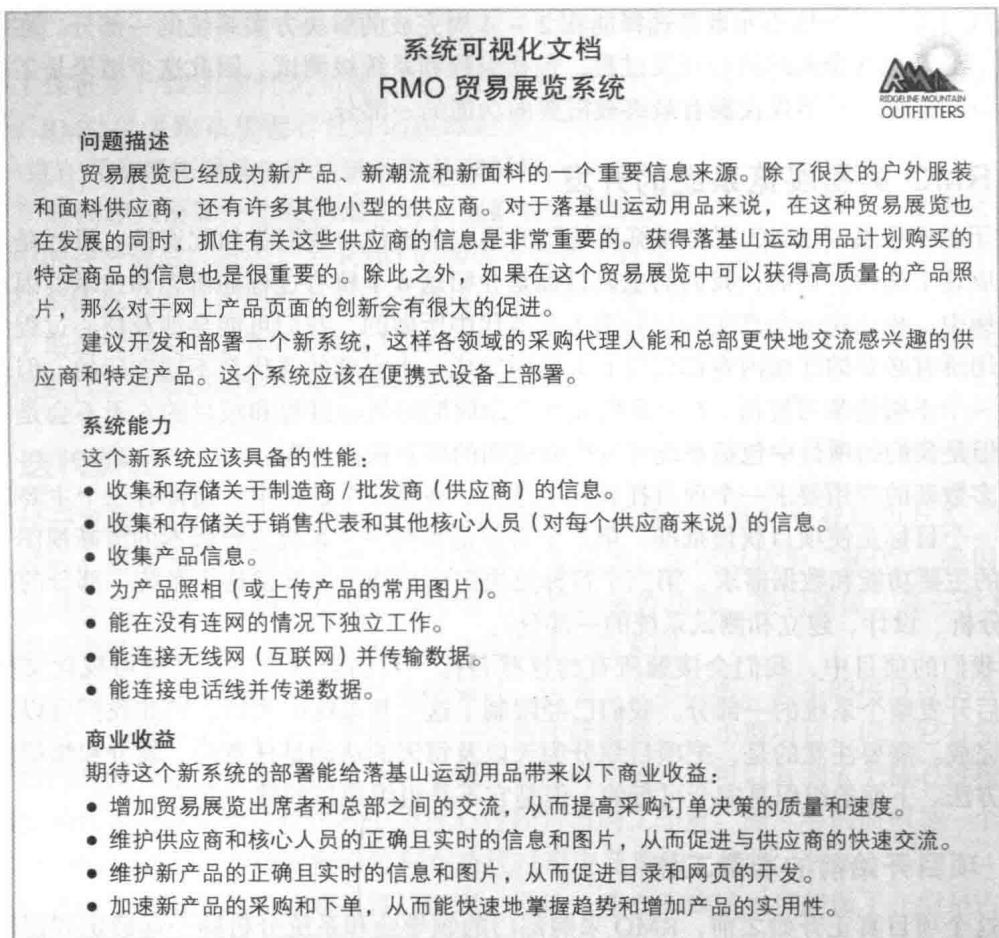 系统可视化文档
RMO 贸易展览系统
RIDGELINE MOUNTAIN
OUTFITTERS
问题描述
贸易展览已经成为新产品、新潮流和新面料的一个重要信息来源。除了很大的户外服装
和面料供应商，还有许多其他小型的供应商。对于落基山运动用品来说，在这种贸易展览也
在发展的同时，抓住有关这些供应商的信息是非常重要的。获得落基山运动用品计划购买的
特定商品的信息也是很重要的。除此之外，如果在这个贸易展览中可以获得高质量的产品照
片，那么对于网上产品页面的创新会有很大的促进。
建议开发和部署一个新系统，这样各领域的采购代理人能和总部更快地交流感兴趣的供
应商和特定产品。这个系统应该在便携式设备上部署。
系统能力
这个新系统应该具备的性能：
● 收集和存储关于制造商 / 批发商（供应商）的信息。
● 收集和存储关于销售代表和其他核心人员（对每个供应商来说）的信息。
● 收集产品信息。
● 为产品照相（或上传产品的常用图片）。
● 能在没有连网的情况下独立工作。
● 能连接无线网（互联网）并传输数据。
● 能连接电话线并传递数据。
商业收益
期待这个新系统的部署能给落基山运动用品带来以下商业收益：
● 增加贸易展览出席者和总部之间的交流，从而提高采购订单决策的质量和速度。
● 维护供应商和核心人员的正确且实时的信息和图片，从而促进与供应商的快速交流。
● 维护新产品的正确且实时的信息和图片，从而促进目录和网页的开发。
● 加速新产品的采购和下单，从而能快速地掌握趋势和增加产品的实用性。